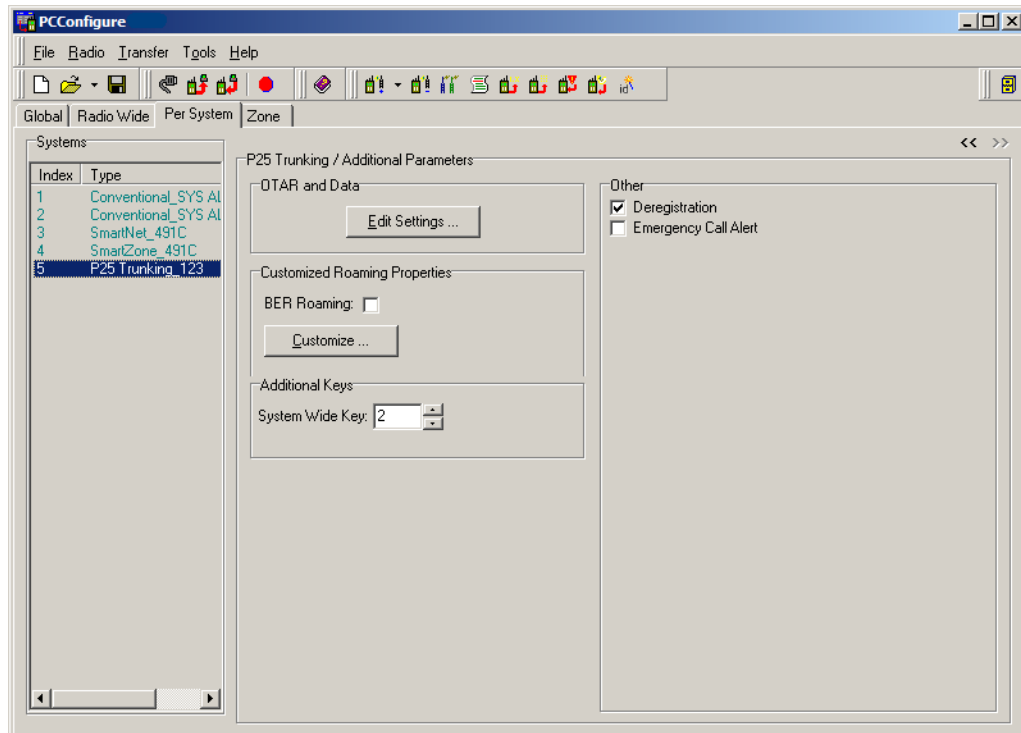 PCConfigure
File Radio Transfer Tools Help
id
Global Radio Wide Per System Zone
Systems
<< >>
P25 Trunking / Additional Parameters
Index Type
1 Conventional_SYS AL
2 Conventional_SYS AL
3 SmartNet_491C
4 SmartZone_491C
5 P25 Trunking_123
OTAR and Data
Edit Settings ...
Other
Deregistration
Emergency Call Alert
Customized Roaming Properties
BER Roaming:
Customize ...
Additional Keys
System Wide Key: 2